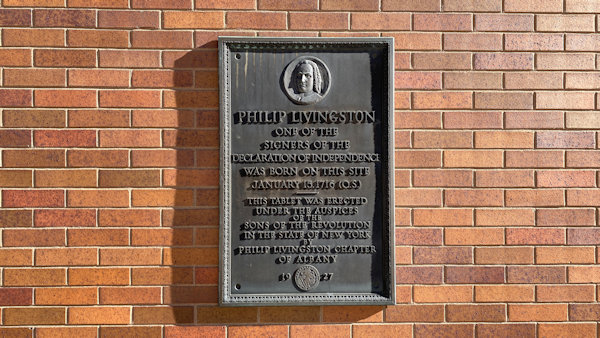 PHILIP LIVINGSTON
ONE OF THE
SIGNERS OF THE
DECLARATION OF INDEPENDENCE
WAS BORN ON THIS SITE
JANUARY 15, 1716 (O.S.)
THIS TABLET WAS ERECTED
UNDER THE AUSPICES
OF THE
SONS OF THE REVOLUTION
IN THE STATE OF NEW YORK
BY
PHILIP LIVINGSTON CHAPTER
OF ALBANY
1927